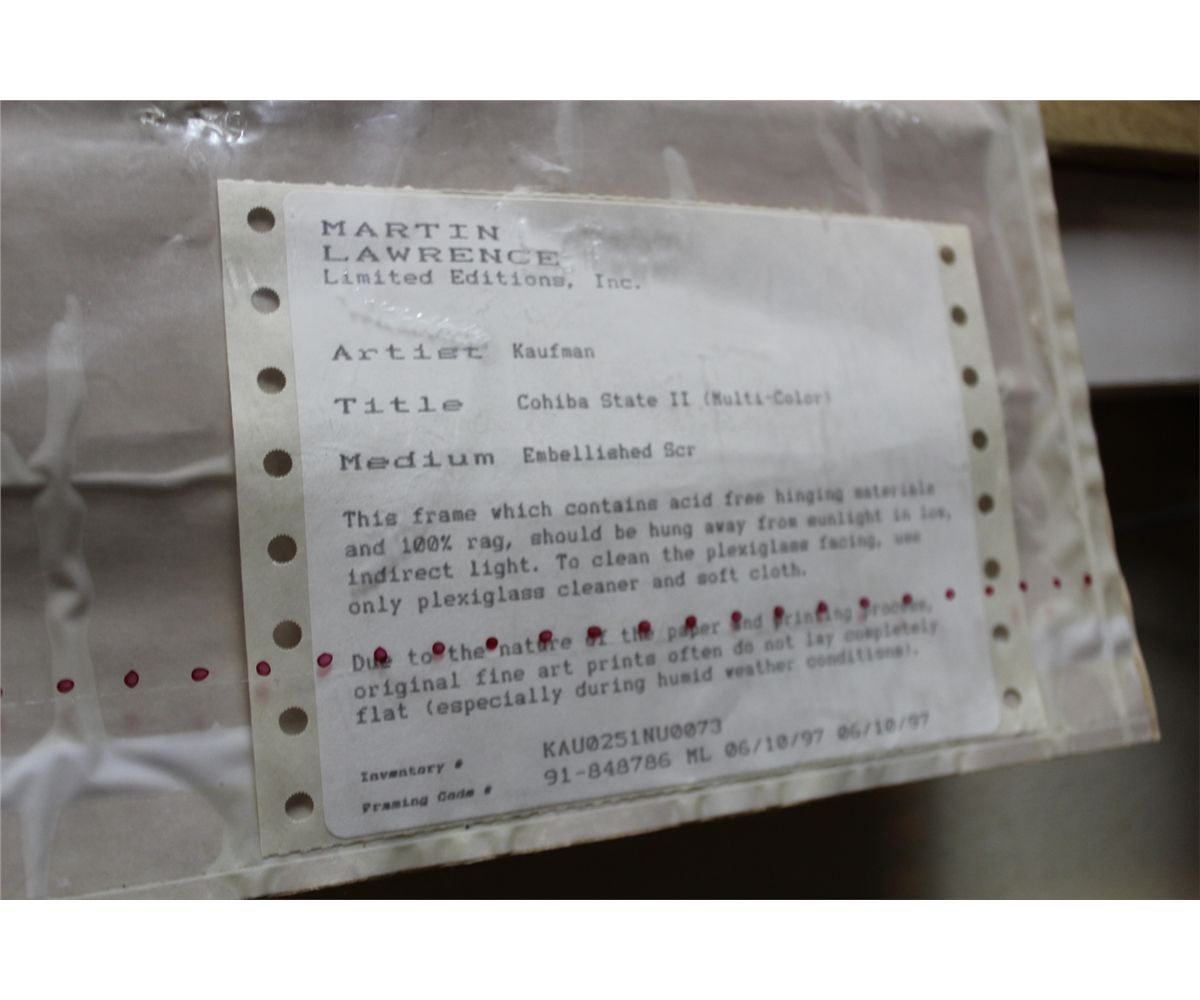 MARTIN
LAWRENCE
Limited Editions, Inc.
Artist Kaufman
Title Cohiba State II (Multi-Color)
Medium Embellished Scr
This frame which contains acid free hinging materials
and 100% rag, should be hung away from sunlight in low,
indirect light. To clean the plexiglass facing, use
only plexiglass cleaner and soft cloth.
Due to the nature of the paper and printing process,
original fine art prints often do not lay completely
flat (especially during humid weather conditions).
Inventory # KAU0251NU0073
Framing Code # 91-848786 ML 06/10/97 06/10/97